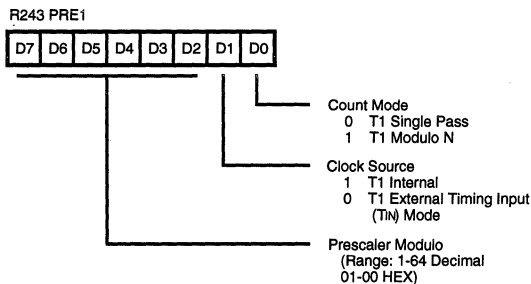 R243 PRE1
D7 D6 D5 D4 D3 D2 D1 D0
Count Mode
0 T1 Single Pass
1 T1 Modulo N
Clock Source
1 T1 Internal
0 T1 External Timing Input
(TIN) Mode
Prescaler Modulo
(Range: 1-64 Decimal
01-00 HEX)